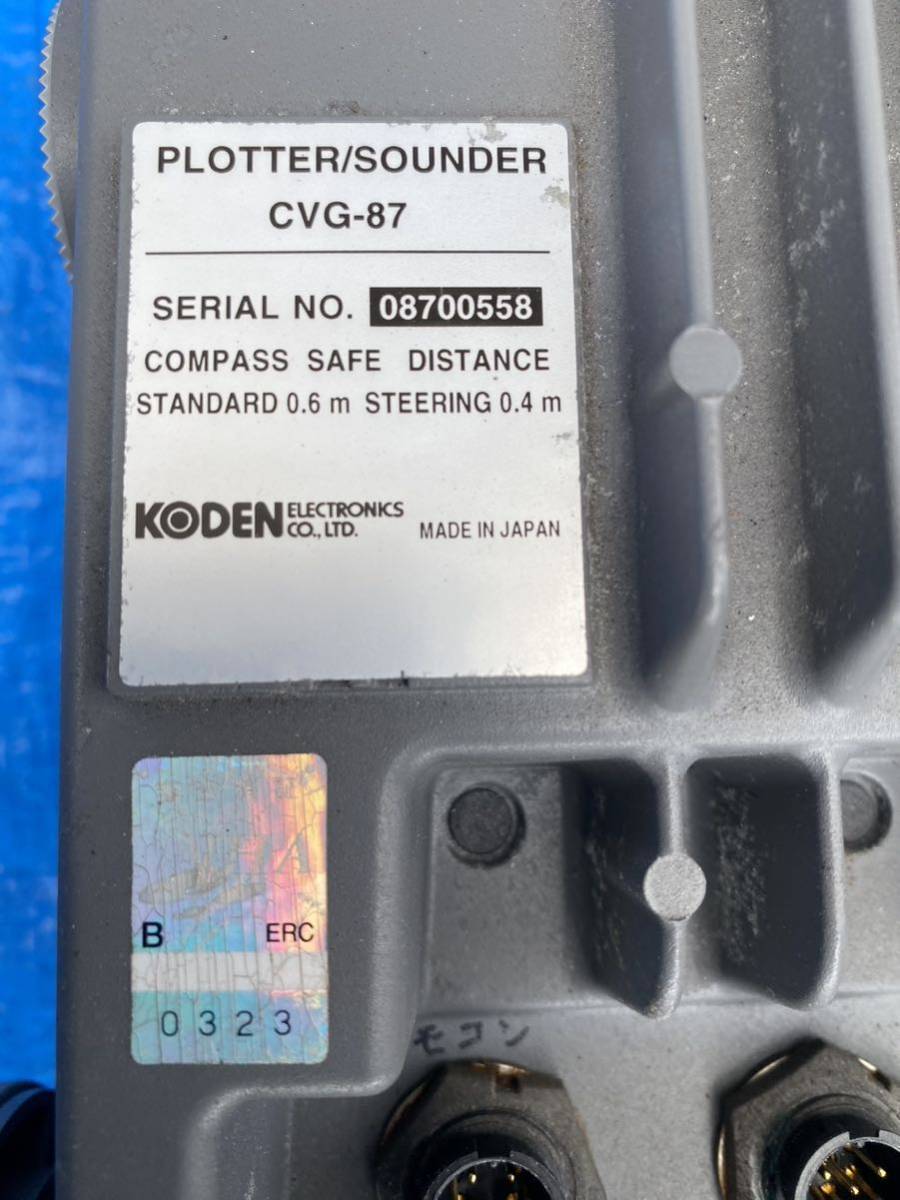 PLOTTER/SOUNDER
CVG-87
SERIAL NO. 08700558
COMPASS SAFE DISTANCE
STANDARD 0.6 m STEERING 0.4 m
KODEN ELECTRONICS CO., LTD. MADE IN JAPAN
B ERC
0323
モコン